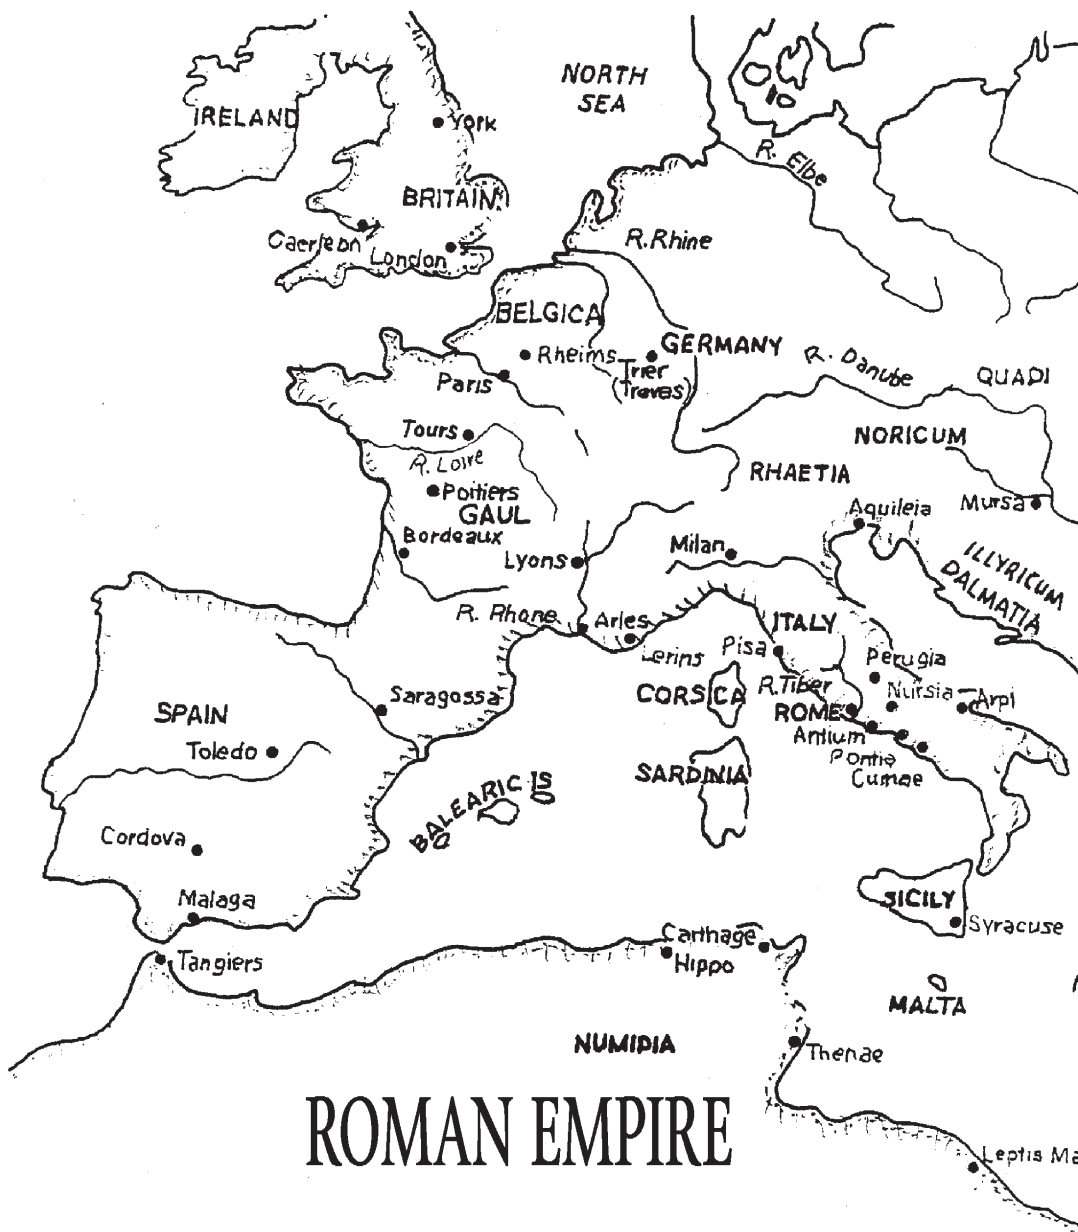 NORTH
SEA
IRELAND
York
R. Elbe
BRITAIN
Caerleon
London
R. Rhine
BELGICA
Rheims
GERMANY
Trier
(Treves)
Paris
R. Danube
QUADI
Tours
R. Loire
NORICUM
RHAETIA
Poitiers
GAUL
Mursa
Aquileia
Bordeaux
Lyons
Milan
ILLYRICUM
DALMATIA
R. Rhone
Arles
Lerins
ITALY
Pisa
Perugia
CORSICA
R. Tiber
Nursia
Arpi
Saragossa
SPAIN
ROME
Antium
Toledo
Pontia
Cumae
SARDINIA
BALEARIC IS
Cordova
Malaga
SICILY
Syracuse
Carthage
Hippo
Tangiers
MALTA
NUMIDIA
Thenae
ROMAN EMPIRE
Leptis Ma